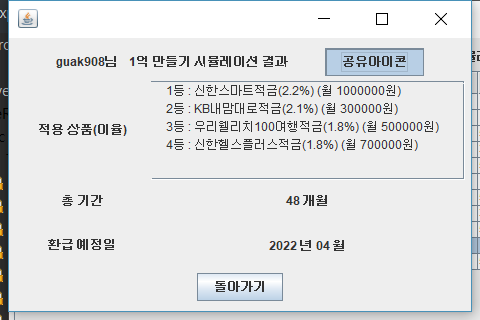 guak908님 1억 만들기 시뮬레이션 결과 공유아이콘
적용 상품(이율)
1등 : 신한스마트적금(2.2%) (월 1000000원)
2등 : KB내맘대로적금(2.1%) (월 300000원)
3등 : 우리웰리치100여행적금(1.8%) (월 500000원)
4등 : 신한헬스플러스적금(1.8%) (월 700000원)
총 기간 48 개월
환급 예정일 2022 년 04 월
돌아가기